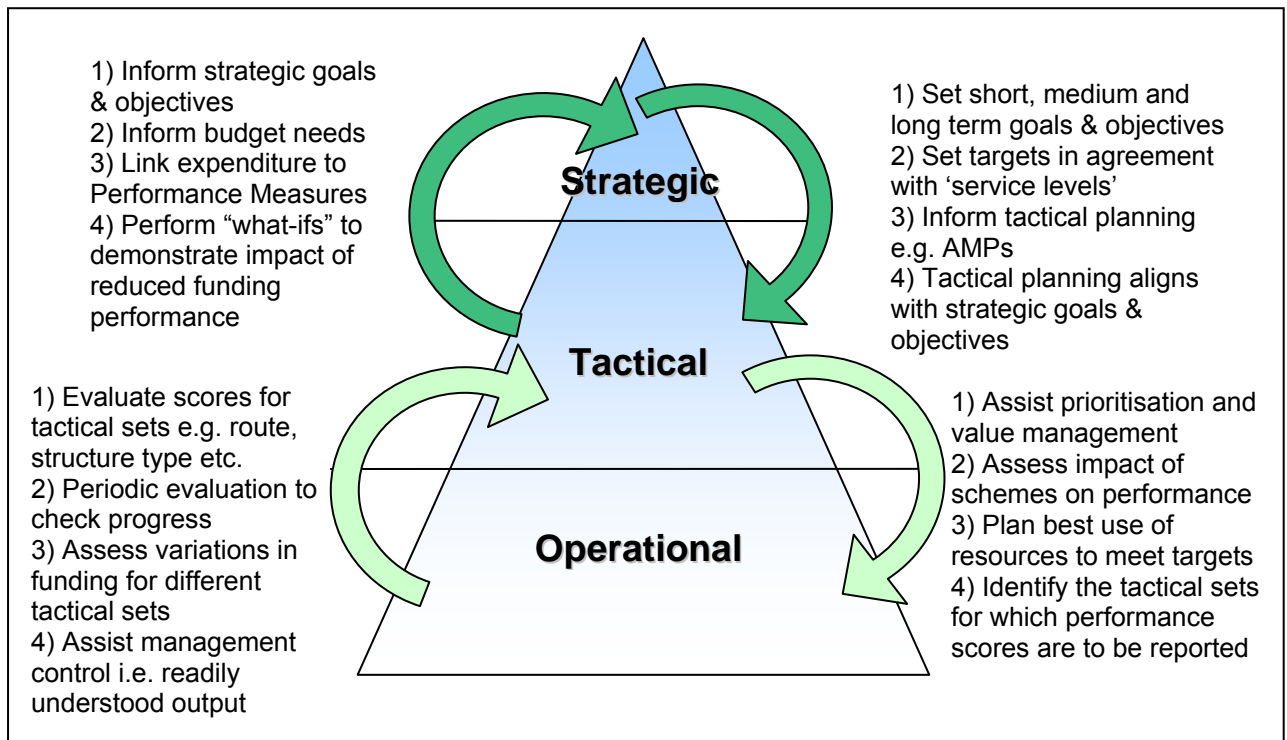 1) Inform strategic goals
& objectives
2) Inform budget needs
3) Link expenditure to
Performance Measures
4) Perform “what-ifs” to
demonstrate impact of
reduced funding
performance
1) Set short, medium and
long term goals & objectives
2) Set targets in agreement
with ‘service levels’
3) Inform tactical planning
e.g. AMPs
4) Tactical planning aligns
with strategic goals &
objectives
Strategic
Tactical
Operational
1) Evaluate scores for
tactical sets e.g. route,
structure type etc.
2) Periodic evaluation to
check progress
3) Assess variations in
funding for different
tactical sets
4) Assist management
control i.e. readily
understood output
1) Assist prioritisation and
value management
2) Assess impact of
schemes on performance
3) Plan best use of
resources to meet targets
4) Identify the tactical sets
for which performance
scores are to be reported